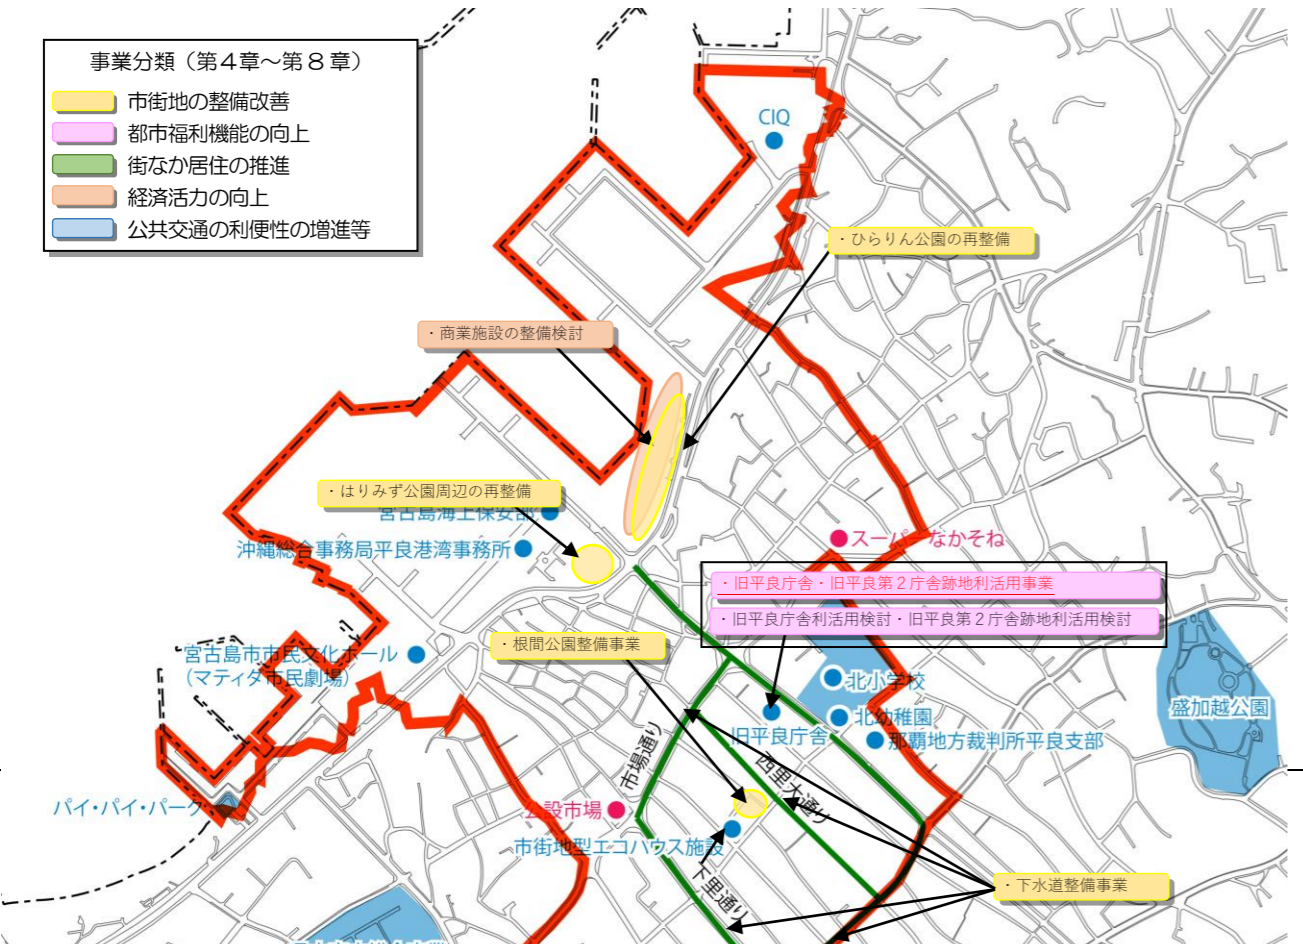 事業分類（第4章～第8章）
市街地の整備改善
都市福利機能の向上
街なか居住の推進
経済活力の向上
公共交通の利便性の増進等
CIQ
・ひらりん公園の再整備
・商業施設の整備検討
・はりみず公園周辺の再整備
宮古島海上保安部
沖縄総合事務局平良港湾事務所
スーパーなかそね
・旧平良庁舎・旧平良第２庁舎跡地利活用事業
・旧平良庁舎利活用検討・旧平良第２庁舎跡地利活用検討
・根間公園整備事業
宮古島市市民文化ホール
（マティダ市民劇場）
北小学校
北幼稚園
盛加越公園
旧平良庁舎
那覇地方裁判所平良支部
市場通り
西里大通り
パイ・パイ・パーク
公設市場
市街地型エコハウス施設
下里通り
・下水道整備事業